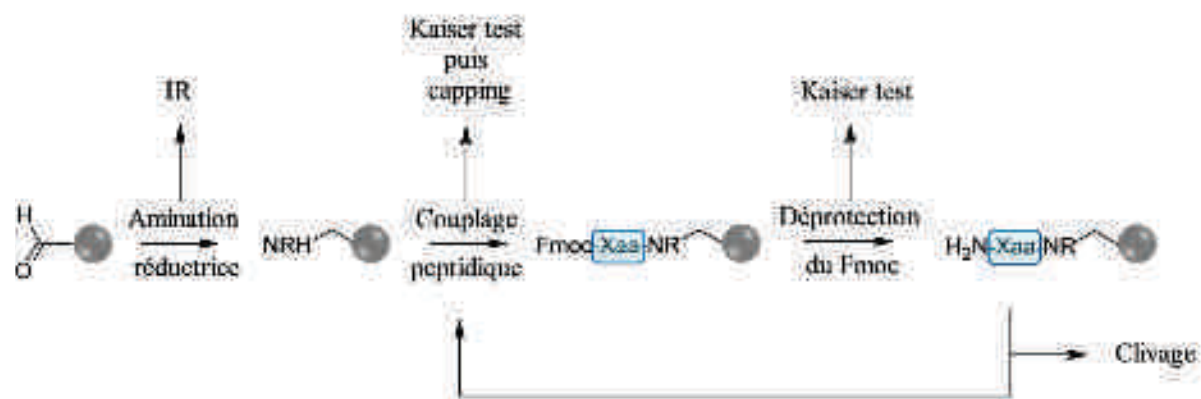 Kaiser test
puis
capping
IR
Kaiser test
H
O
Amination
réductrice
NRH
Couplage
peptidique
Fmoc-Xaa-NR
Déprotection
du Fmoc
H₂N-Xaa-NR
Clivage